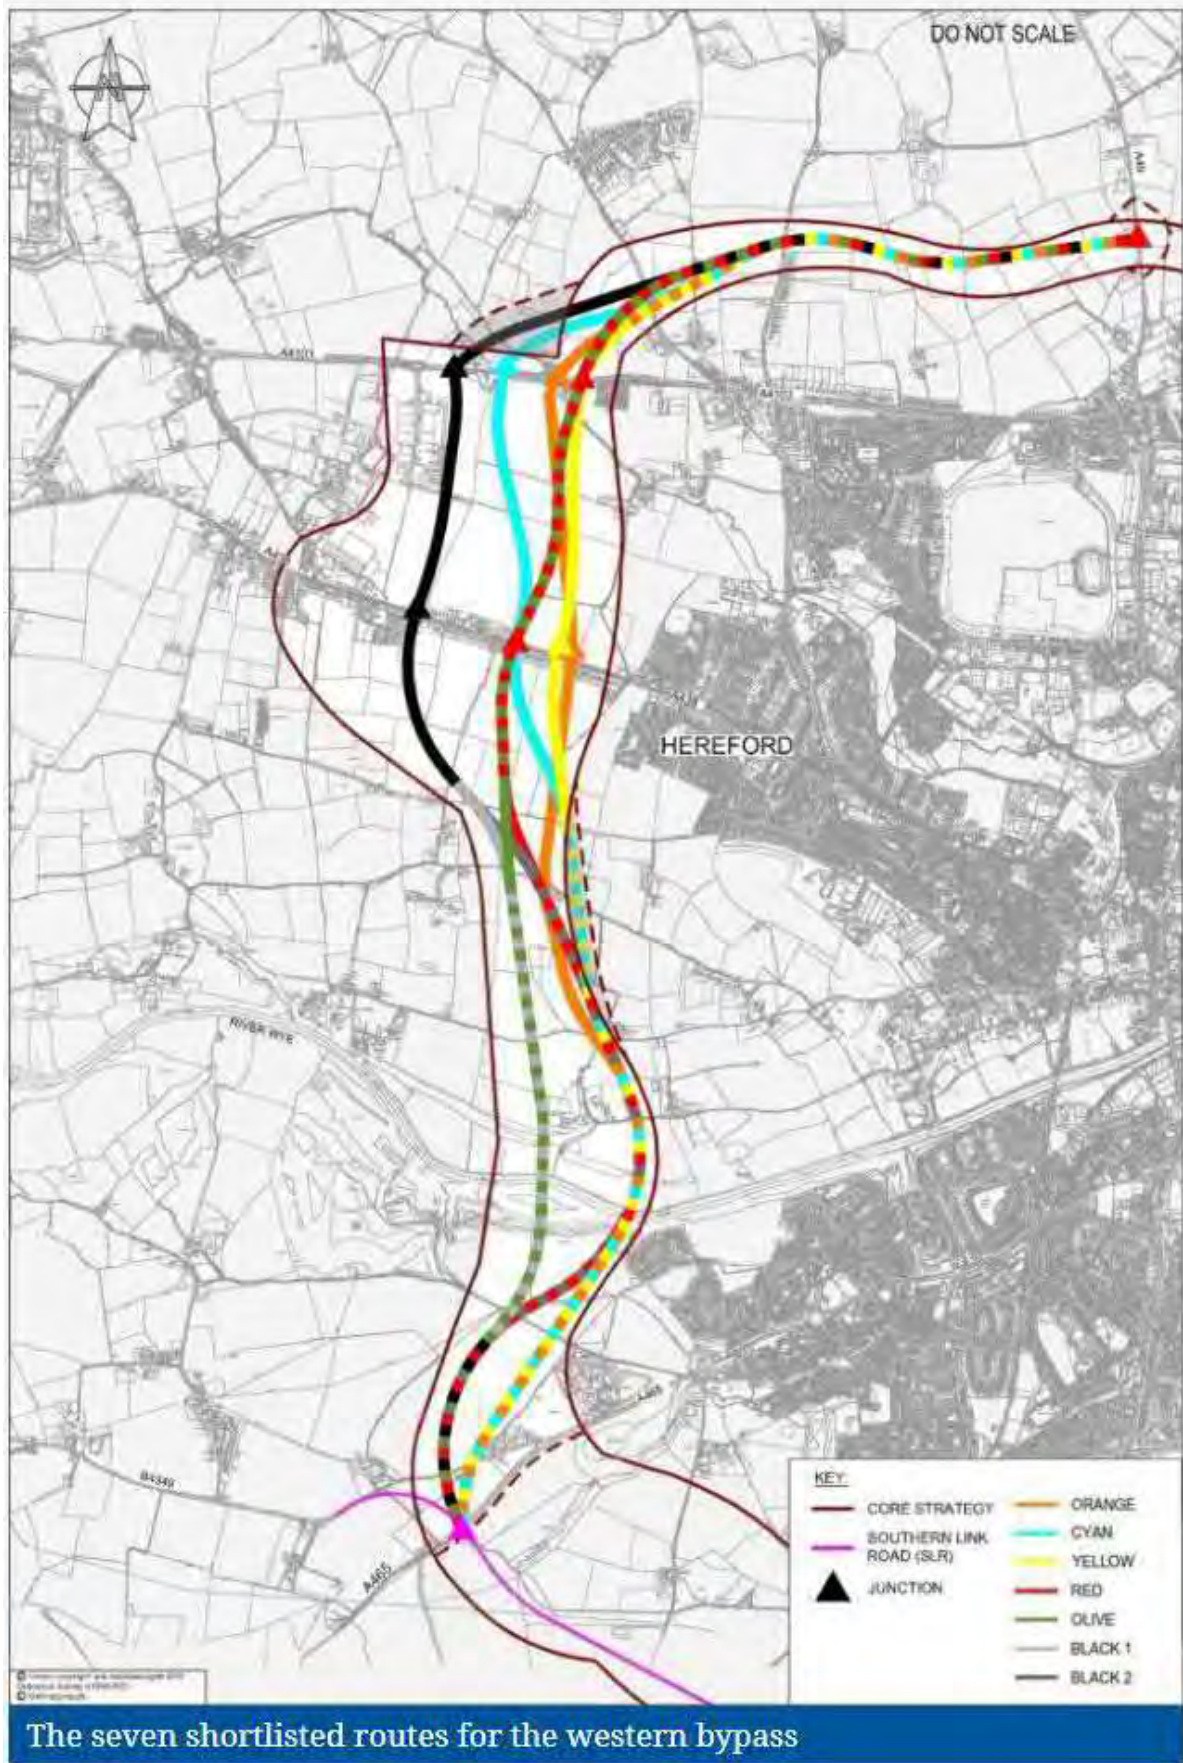 DO NOT SCALE
N
A49
A4103
A4103
A438
HEREFORD
RIVER WYE
A465
B4349
A465
KEY:
CORE STRATEGY
SOUTHERN LINK
ROAD (SLR)
JUNCTION
ORANGE
CYAN
YELLOW
RED
OLIVE
BLACK 1
BLACK 2
The seven shortlisted routes for the western bypass